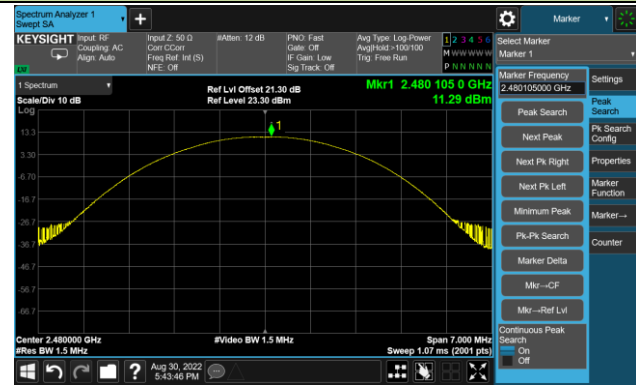 Spectrum Analyzer 1
Swept SA
Marker
KEYSIGHT
Input: RF
Coupling: AC
Align: Auto
Input Z: 50 Ω
Corr CCorr
Freq Ref: Int (S)
NFE: Off
#Atten: 12 dB
PNO: Fast
Gate: Off
IF Gain: Low
Sig Track: Off
Avg Type: Log-Power
Avg|Hold:>100/100
Trig: Free Run
1 2 3 4 5 6
M W W W W W
P N N N N N
Select Marker
Marker 1
1 Spectrum
Scale/Div 10 dB
Log
Ref Lvl Offset 21.30 dB
Ref Level 23.30 dBm
Mkr1 2.480 105 0 GHz
11.29 dBm
1
13.3
3.30
-6.70
-16.7
-26.7
-36.7
-46.7
-56.7
-66.7
Center 2.480000 GHz
#Res BW 1.5 MHz
#Video BW 1.5 MHz
Span 7.000 MHz
Sweep 1.07 ms (2001 pts)
Marker Frequency
2.480105000 GHz
Peak Search
Next Peak
Next Pk Right
Next Pk Left
Minimum Peak
Pk-Pk Search
Marker Delta
Mkr→CF
Mkr→Ref Lvl
Continuous Peak
Search
On
Off
Settings
Peak
Search
Pk Search
Config
Properties
Marker
Function
Marker→
Counter
?
Aug 30, 2022
5:43:46 PM